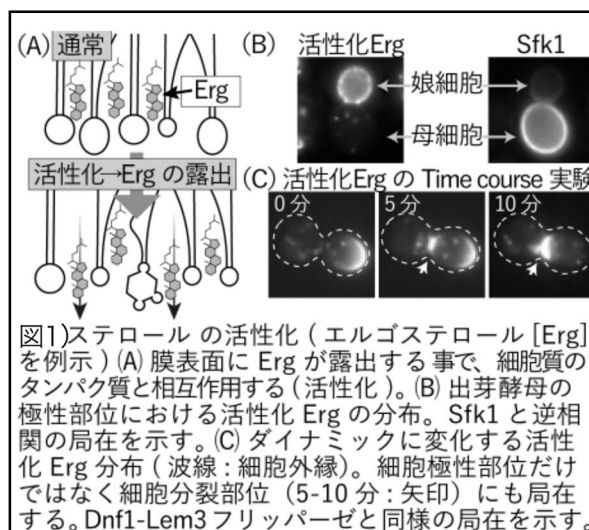 (A) 通常
Erg
活性化→Erg の露出
(B) 活性化Erg Sfk1
娘細胞
母細胞
(C) 活性化Erg の Time course 実験
0 分 5 分 10 分
図1)ステロール の活性化 ( エルゴステロール [Erg]
を例示 ) (A) 膜表面に Erg が露出する 事で、細胞質の
タンパク質と相互作用する ( 活性化 )。(B) 出芽酵母の
極性部位における活性化 Erg の分布。Sfk1 と逆相
関の局在を示す。(C) ダイナミックに変化する活性
化 Erg 分布 ( 波線 : 細胞外縁)。細胞極性部位だけ
ではなく細胞分裂部位（5-10 分 : 矢印）にも局在
する。Dnf1-Lem3 フリッパーゼと同様の局在を示す。